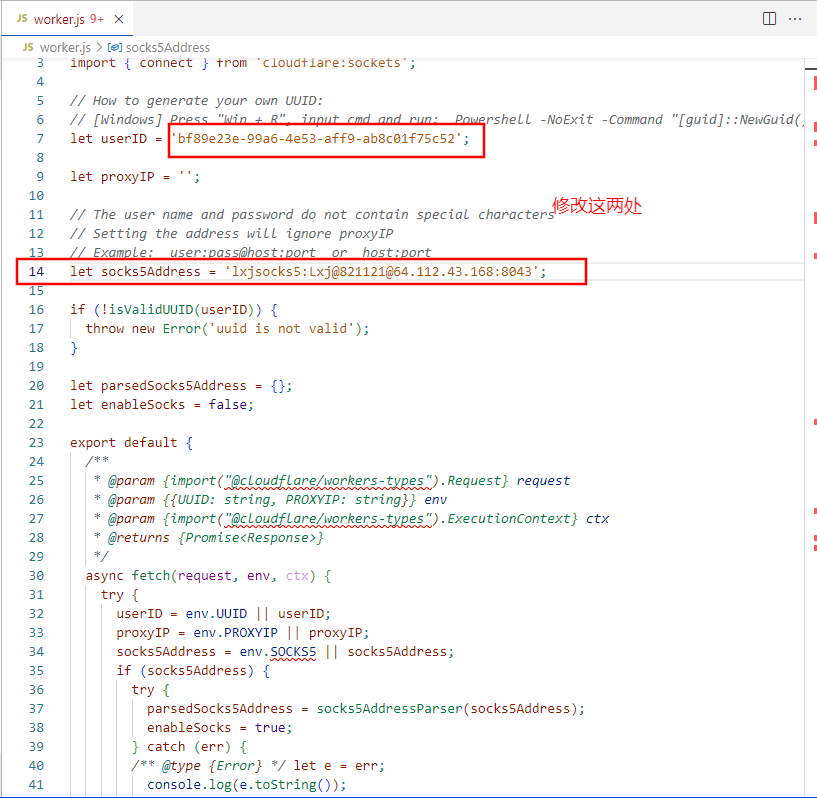 JS worker.js 9+ ×
JS worker.js > socks5Address
3 import { connect } from 'cloudflare:sockets';
4
5 // How to generate your own UUID:
6 // [Windows] Press "Win + R", input cmd and run: Powershell -NoExit -Command "[guid]::NewGuid()
7 let userID = 'bf89e23e-99a6-4e53-aff9-ab8c01f75c52';
8
9 let proxyIP = '';
10
11 // The user name and password do not contain special characters
修改这两处
12 // Setting the address will ignore proxyIP
13 // Example: user:pass@host:port or host:port
14 let socks5Address = 'lxjsocks5:Lxj@821121@64.112.43.168:8043';
15
16 if (!isValidUUID(userID)) {
17 throw new Error('uuid is not valid');
18 }
19
20 let parsedSocks5Address = {};
21 let enableSocks = false;
22
23 export default {
24 /**
25 * @param {import("@cloudflare/workers-types").Request} request
26 * @param {{UUID: string, PROXYIP: string}} env
27 * @param {import("@cloudflare/workers-types").ExecutionContext} ctx
28 * @returns {Promise<Response>}
29 */
30 async fetch(request, env, ctx) {
31 try {
32 userID = env.UUID || userID;
33 proxyIP = env.PROXYIP || proxyIP;
34 socks5Address = env.SOCKS5 || socks5Address;
35 if (socks5Address) {
36 try {
37 parsedSocks5Address = socks5AddressParser(socks5Address);
38 enableSocks = true;
39 } catch (err) {
40 /** @type {Error} */ let e = err;
41 console.log(e.toString());